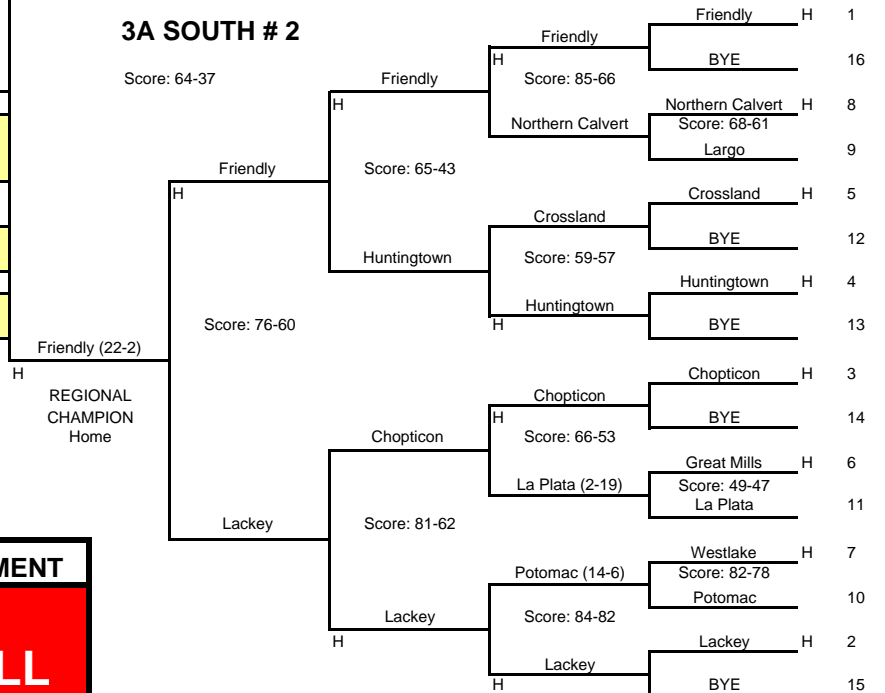 Friendly H 1
3A SOUTH # 2
Friendly
H BYE 16
Score: 64-37 Friendly Score: 85-66
H Northern Calvert H 8
Northern Calvert Score: 68-61
Largo 9
Friendly Score: 65-43
H Crossland H 5
Crossland
BYE 12
Huntingtown Score: 59-57
Huntingtown H 4
Huntingtown
Score: 76-60 H BYE 13
Friendly (22-2)
H Chopticon H 3
REGIONAL
Chopticon
CHAMPION H BYE 14
Home Chopticon Score: 66-53
Great Mills H 6
La Plata (2-19) Score: 49-47
La Plata 11
Lackey Score: 81-62
Westlake H 7
MENT
Potomac (14-6) Score: 82-78
Potomac 10
Lackey Score: 84-82
H Lackey H 2
LL
Lackey
H BYE 15